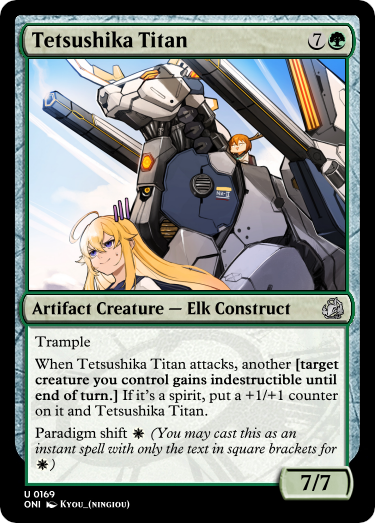 Tetsushika Titan 7
Artifact Creature — Elk Construct
Trample
When Tetsushika Titan attacks, another [target
creature you control gains indestructible until
end of turn.] If it's a spirit, put a +1/+1 counter
on it and Tetsushika Titan.
Paradigm shift (You may cast this as an
instant spell with only the text in square brackets for
)
7/7
U 0169
ONI Kyou_(ningiou)